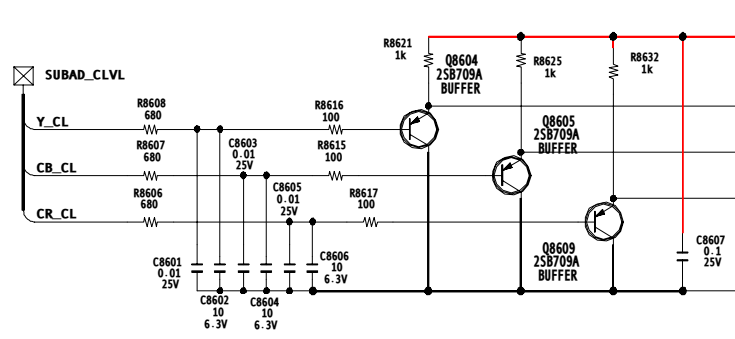 R8621
1k
Q8604
2SB709A
BUFFER
R8625
1k
R8632
1k
SUBAD_CLVL
Y_CL
R8608
680
R8616
100
Q8605
2SB709A
BUFFER
R8607
680
C8603
0.01
25V
R8615
100
CB_CL
R8606
680
C8605
0.01
25V
R8617
100
CR_CL
C8601
0.01
25V
C8606
10
6.3V
Q8609
2SB709A
BUFFER
C8607
0.1
25V
C8602
10
6.3V
C8604
10
6.3V